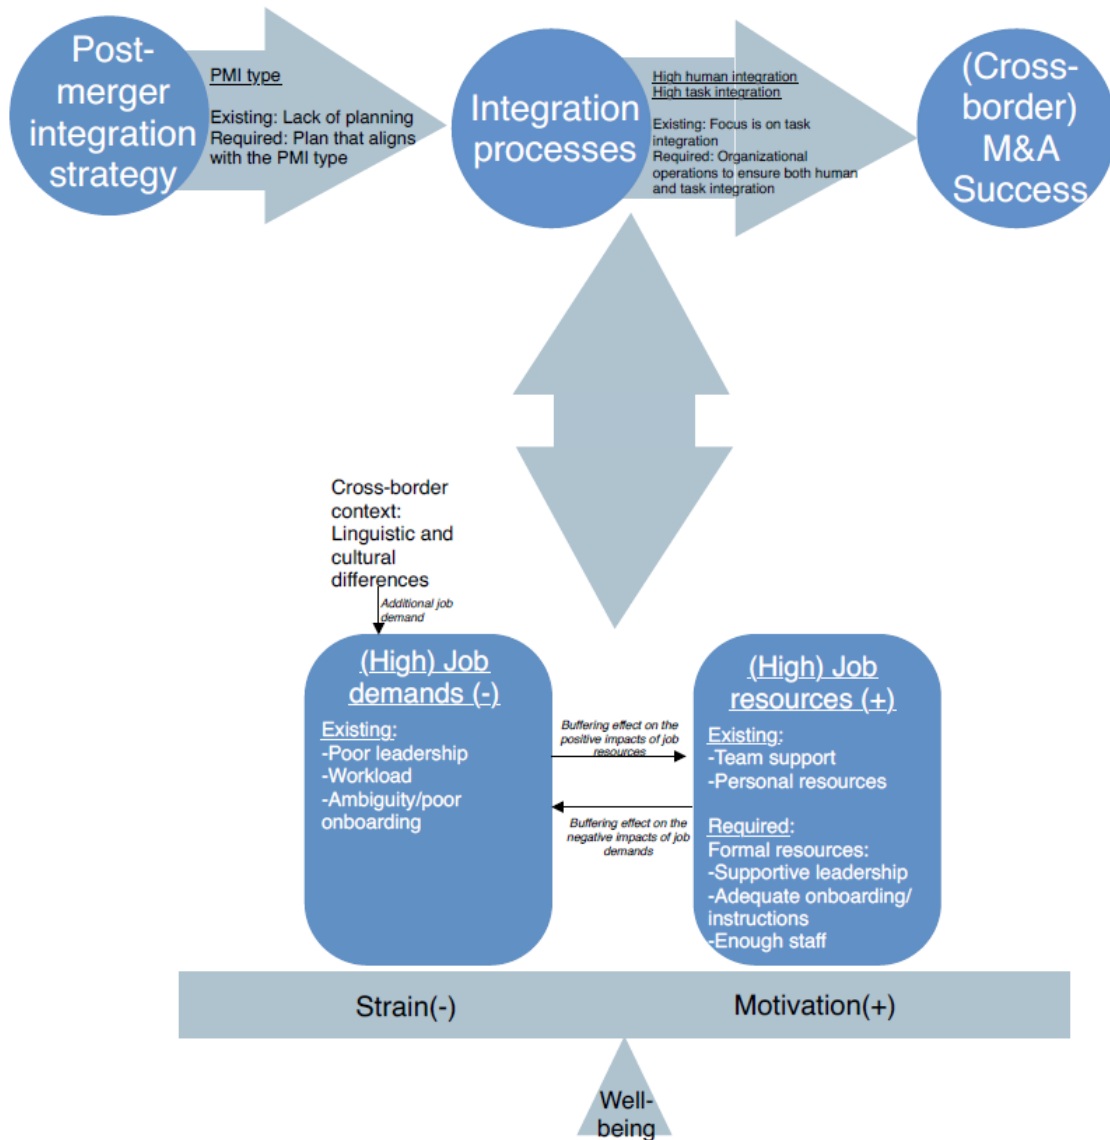 Post-
merger
integration
strategy
PMI type
Existing: Lack of planning
Required: Plan that aligns
with the PMI type
Integration
processes
High human integration
High task integration
Existing: Focus is on task
integration
Required: Organizational
operations to ensure both human
and task integration
(Cross-
border)
M&A
Success
Cross-border
context:
Linguistic and
cultural
differences
Additional job
demand
(High) Job
demands (-)
Existing:
-Poor leadership
-Workload
-Ambiguity/poor
onboarding
Buffering effect on the
positive impacts of job
resources
Buffering effect on the
negative impacts of job
demands
(High) Job
resources (+)
Existing:
-Team support
-Personal resources
Required:
Formal resources:
-Supportive leadership
-Adequate onboarding/
instructions
-Enough staff
Strain(-)
Motivation(+)
Well-
being